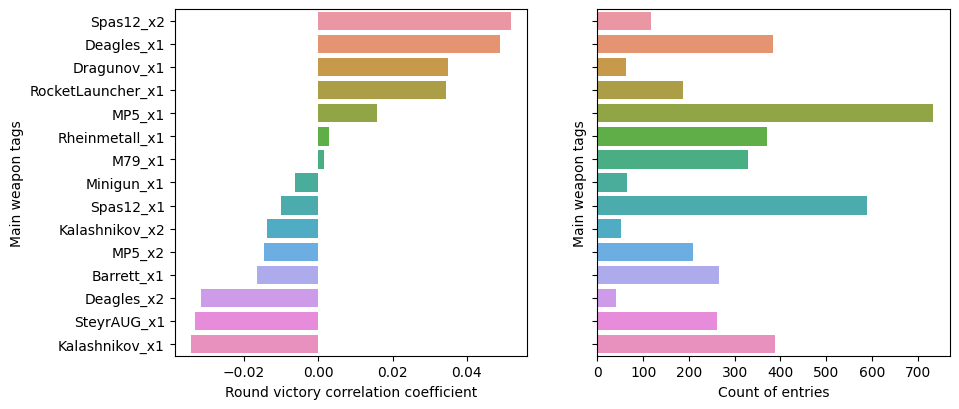 Main weapon tags
Spas12_x2
Deagles_x1
Dragunov_x1
RocketLauncher_x1
MP5_x1
Rheinmetall_x1
M79_x1
Minigun_x1
Spas12_x1
Kalashnikov_x2
MP5_x2
Barrett_x1
Deagles_x2
SteyrAUG_x1
Kalashnikov_x1
−0.02 0.00 0.02 0.04
Round victory correlation coefficient
Main weapon tags
0 100 200 300 400 500 600 700
Count of entries